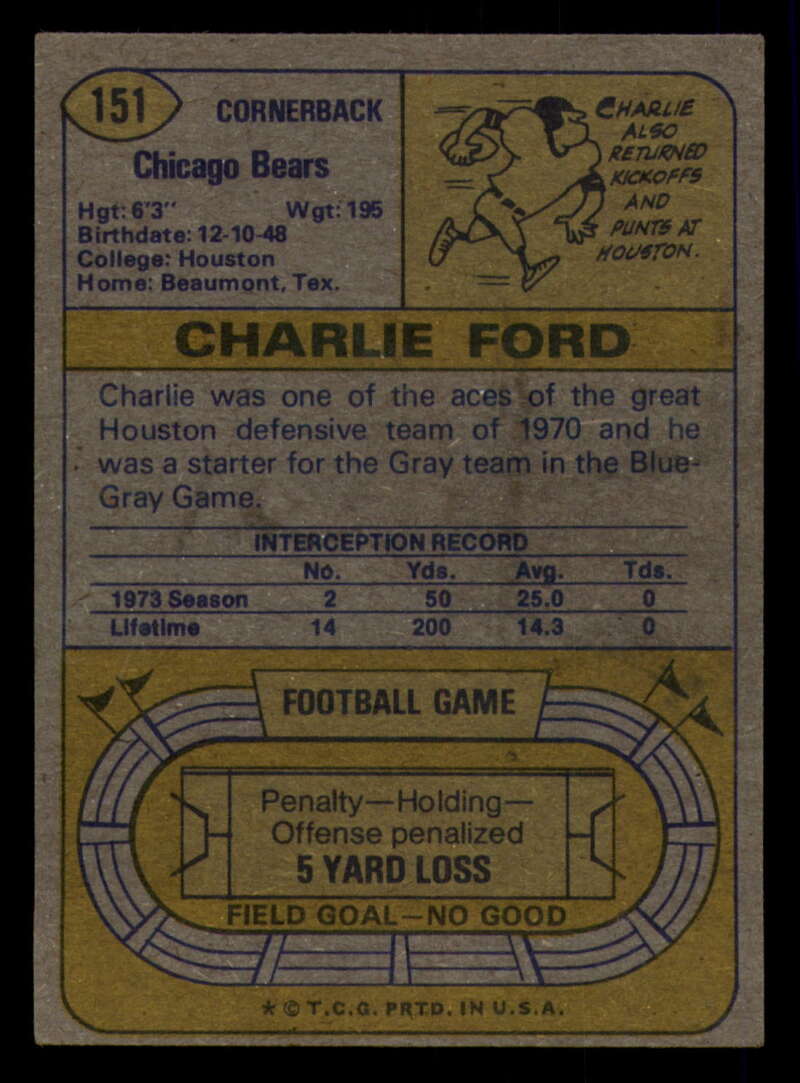 151
CORNERBACK
Chicago Bears
Hgt: 6'3" Wgt: 195
Birthdate: 12-10-48
College: Houston
Home: Beaumont, Tex.
CHARLIE
ALSO
RETURNED
KICKOFFS
AND
PUNTS AT
HOUSTON.
CHARLIE FORD
Charlie was one of the aces of the great
Houston defensive team of 1970 and he
was a starter for the Gray team in the Blue-
Gray Game.
INTERCEPTION RECORD
No. Yds. Avg. Tds.
1973 Season 2 50 25.0 0
Lifetime 14 200 14.3 0
FOOTBALL GAME
Penalty—Holding—
Offense penalized
5 YARD LOSS
FIELD GOAL—NO GOOD
* © T.C.G. PRTD. IN U.S.A.